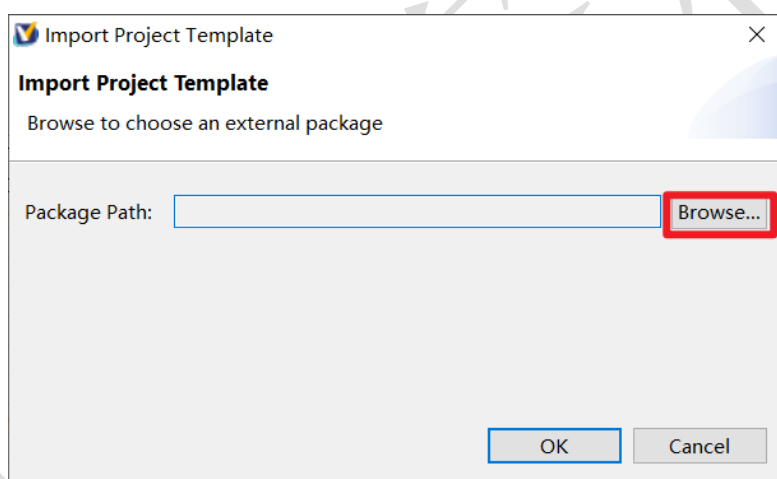 Import Project Template
Import Project Template
Browse to choose an external package
Package Path:
Browse...
OK
Cancel